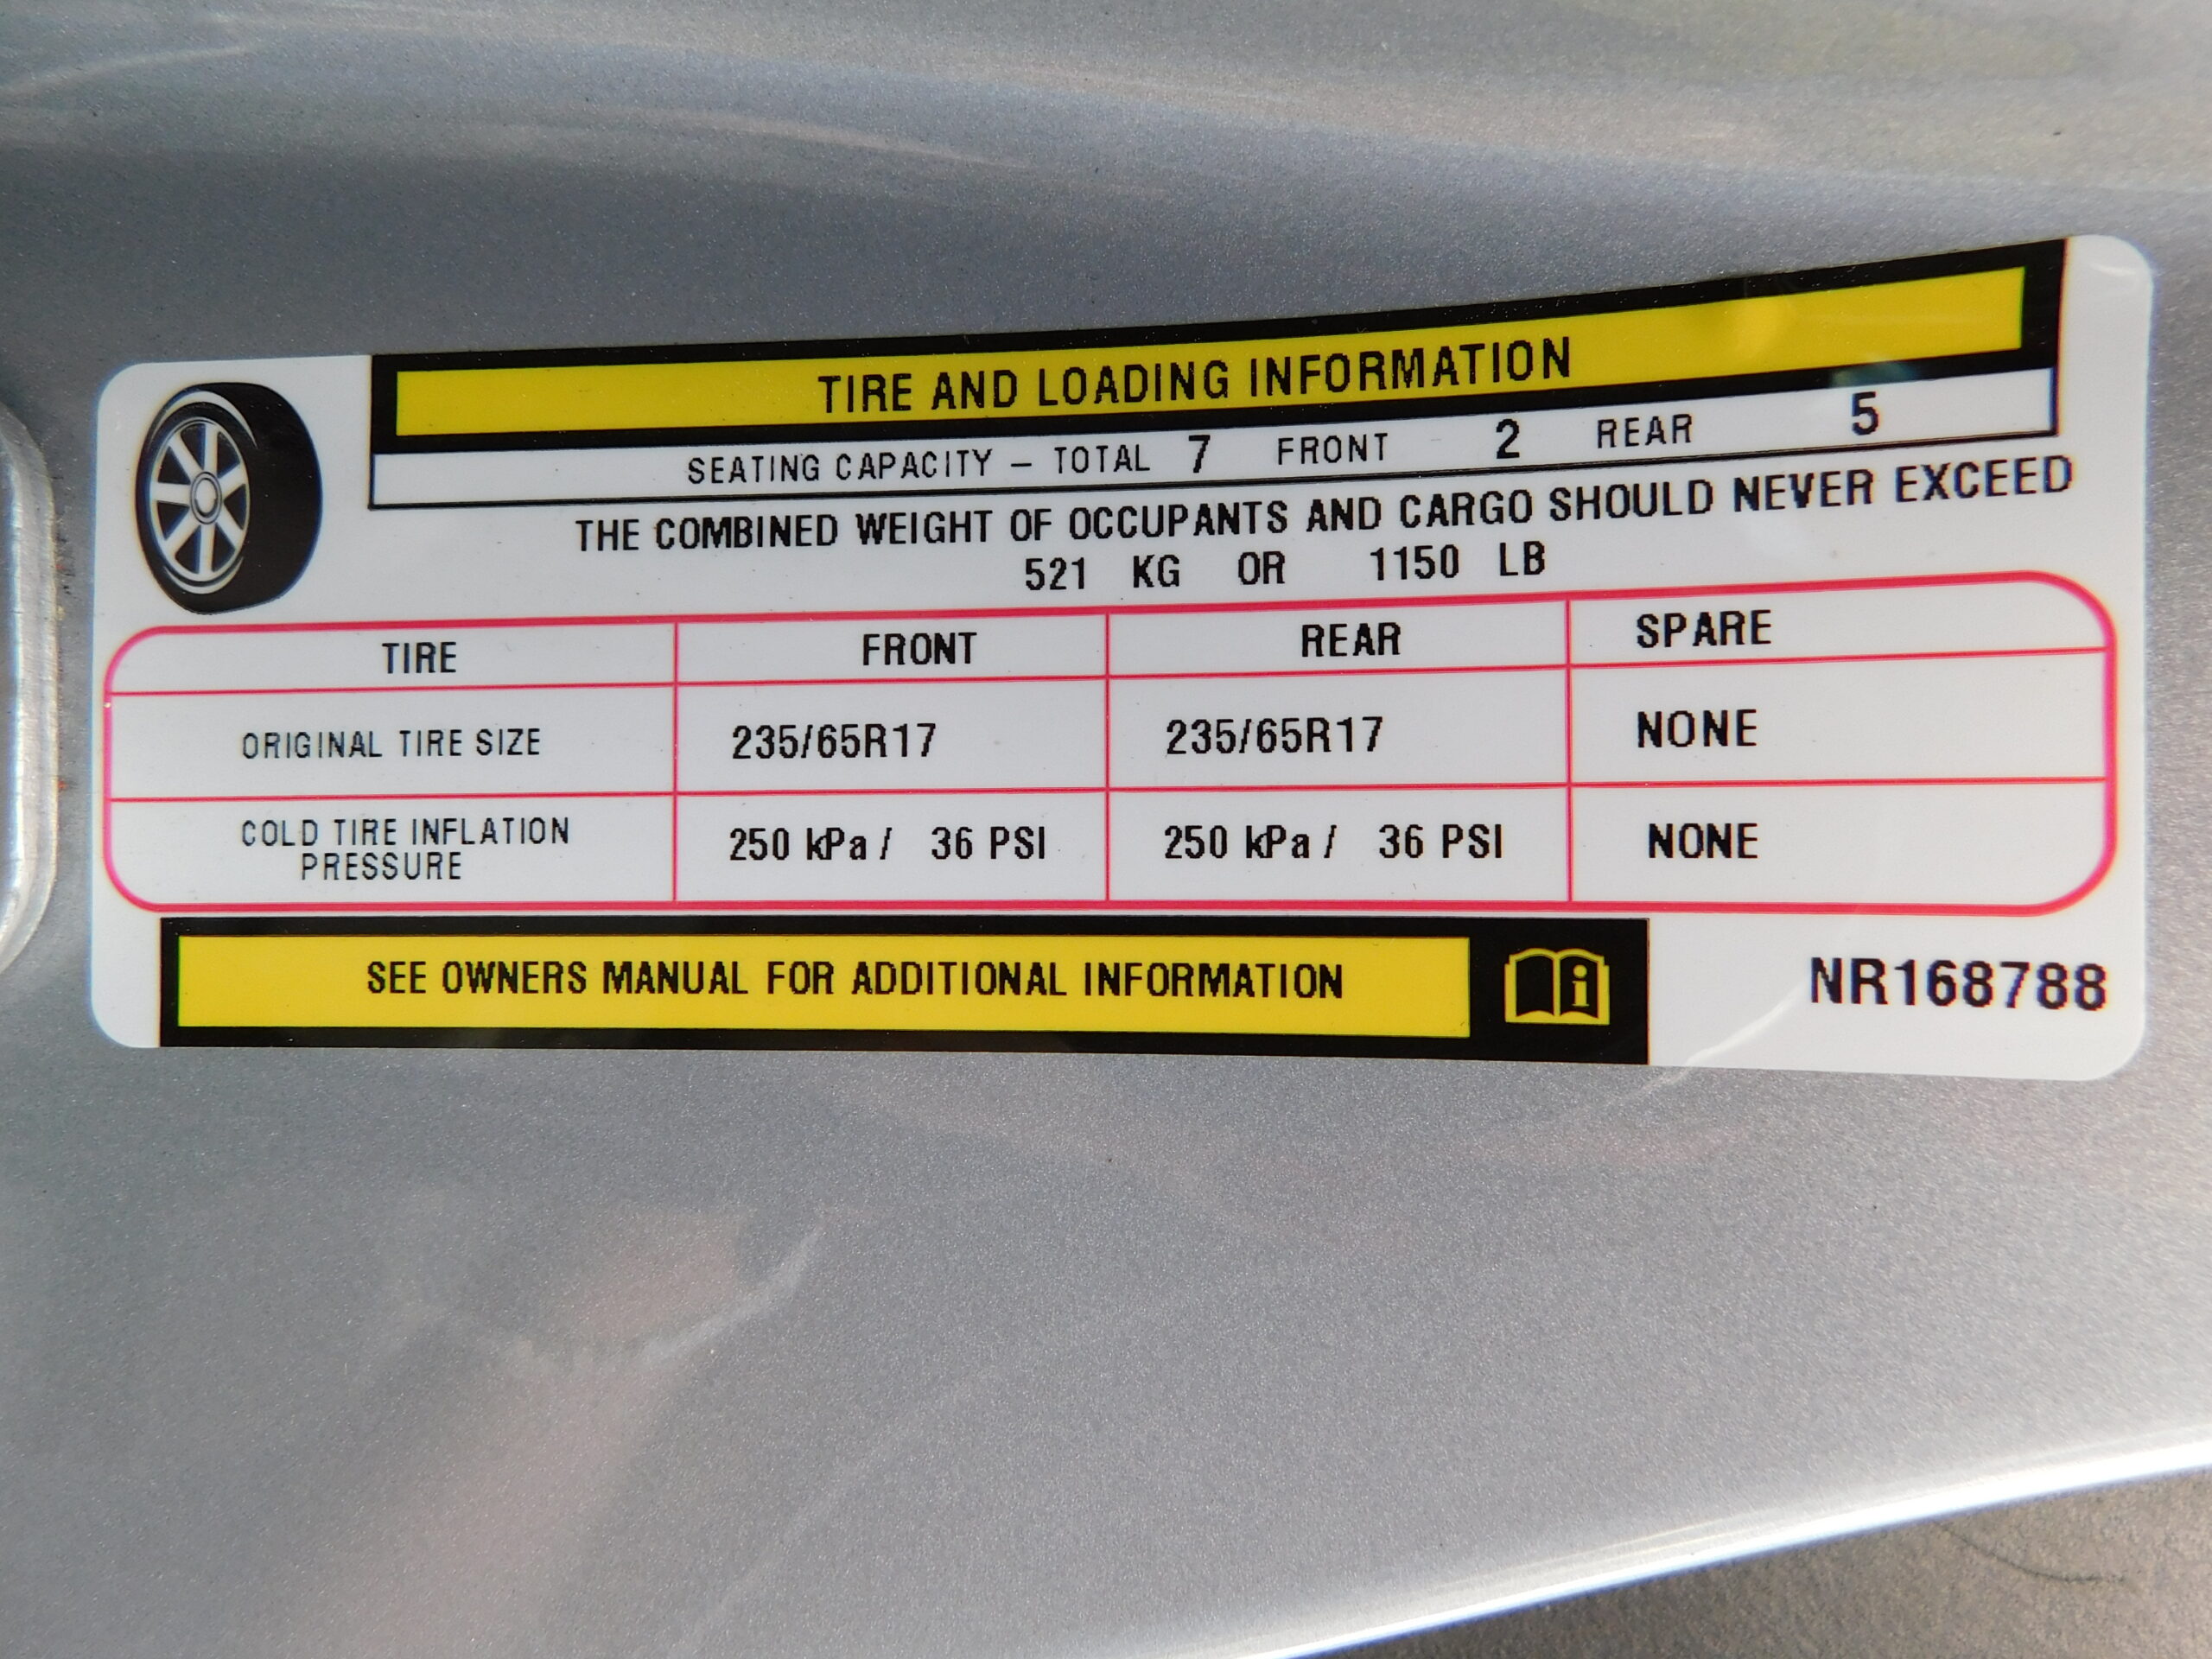 TIRE AND LOADING INFORMATION
SEATING CAPACITY – TOTAL 7 FRONT 2 REAR 5
THE COMBINED WEIGHT OF OCCUPANTS AND CARGO SHOULD NEVER EXCEED
521 KG OR 1150 LB
TIRE FRONT REAR SPARE
ORIGINAL TIRE SIZE 235/65R17 235/65R17 NONE
COLD TIRE INFLATION PRESSURE 250 kPa / 36 PSI 250 kPa / 36 PSI NONE
SEE OWNERS MANUAL FOR ADDITIONAL INFORMATION
NR168788